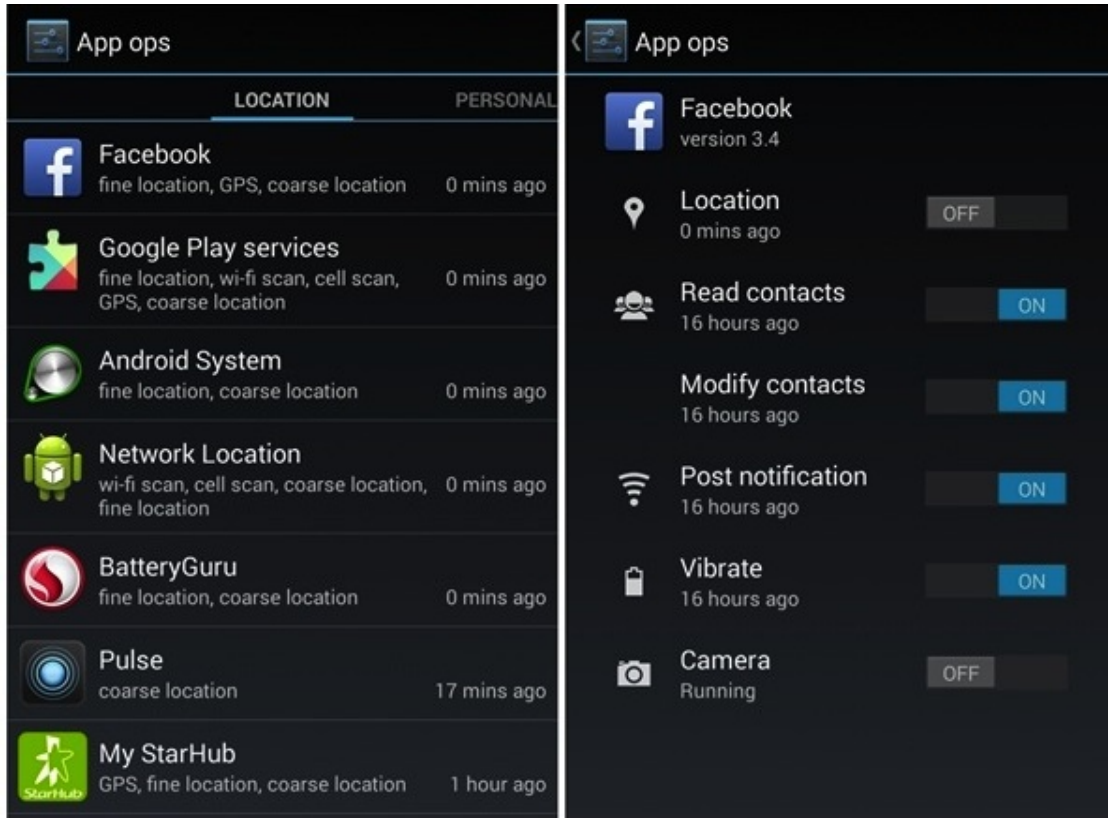 App ops
LOCATION PERSONAL
Facebook
fine location, GPS, coarse location 0 mins ago
Google Play services
fine location, wi-fi scan, cell scan, 0 mins ago
GPS, coarse location
Android System
fine location, coarse location 0 mins ago
Network Location
wi-fi scan, cell scan, coarse location, 0 mins ago
fine location
BatteryGuru
fine location, coarse location 0 mins ago
Pulse
coarse location 17 mins ago
My StarHub
StarHub
GPS, fine location, coarse location 1 hour ago
App ops
Facebook
version 3.4
Location OFF
0 mins ago
Read contacts ON
16 hours ago
Modify contacts ON
16 hours ago
Post notification ON
16 hours ago
Vibrate ON
16 hours ago
Camera OFF
Running